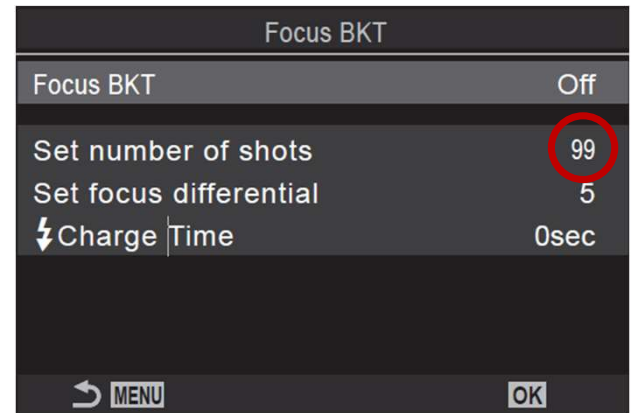 Focus BKT
Focus BKT Off
Set number of shots 99
Set focus differential 5
Charge Time 0sec
MENU OK